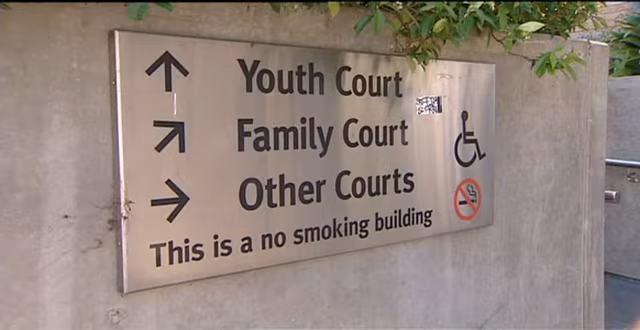 Youth Court
Family Court
Other Courts
This is a no smoking building